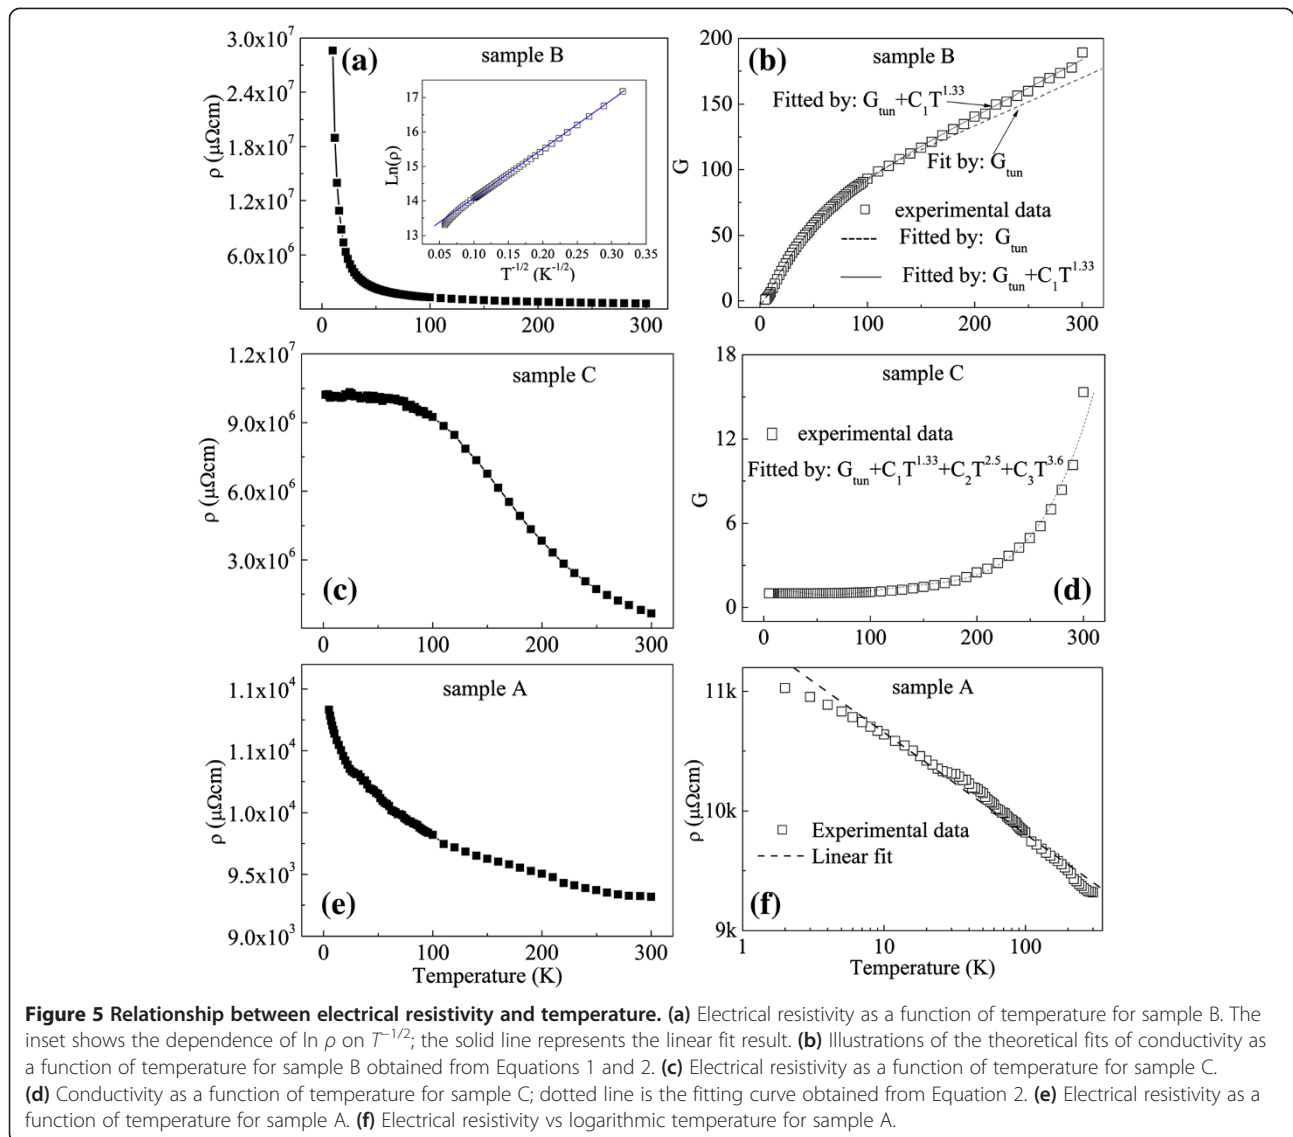 3.0x10⁷
2.4x10⁷
1.8x10⁷
1.2x10⁷
6.0x10⁶
ρ (μΩcm)
(a)
sample B
17
16
15
14
13
Ln(ρ)
0.05 0.10 0.15 0.20 0.25 0.30 0.35
T⁻¹/² (K⁻¹/²)
0 100 200 300
200
150
100
50
0
G
(b)
sample B
Fitted by: G_tun+C₁T^1.33
Fit by: G_tun
experimental data
Fitted by: G_tun
Fitted by: G_tun+C₁T^1.33
0 100 200 300
1.2x10⁷
9.0x10⁶
6.0x10⁶
3.0x10⁶
ρ (μΩcm)
sample C
(c)
0 100 200 300
18
12
6
0
G
sample C
experimental data
Fitted by: G_tun+C₁T^1.33+C₂T^2.5+C₃T^3.6
(d)
0 100 200 300
1.1x10⁴
1.1x10⁴
1.0x10⁴
9.5x10³
9.0x10³
ρ (μΩcm)
sample A
(e)
0 100 200 300
Temperature (K)
11k
10k
9k
ρ (μΩcm)
sample A
Experimental data
Linear fit
(f)
1 10 100
Temperature (K)
Figure 5 Relationship between electrical resistivity and temperature. (a) Electrical resistivity as a function of temperature for sample B. The
inset shows the dependence of ln ρ on T⁻¹/²; the solid line represents the linear fit result. (b) Illustrations of the theoretical fits of conductivity as
a function of temperature for sample B obtained from Equations 1 and 2. (c) Electrical resistivity as a function of temperature for sample C.
(d) Conductivity as a function of temperature for sample C; dotted line is the fitting curve obtained from Equation 2. (e) Electrical resistivity as a
function of temperature for sample A. (f) Electrical resistivity vs logarithmic temperature for sample A.